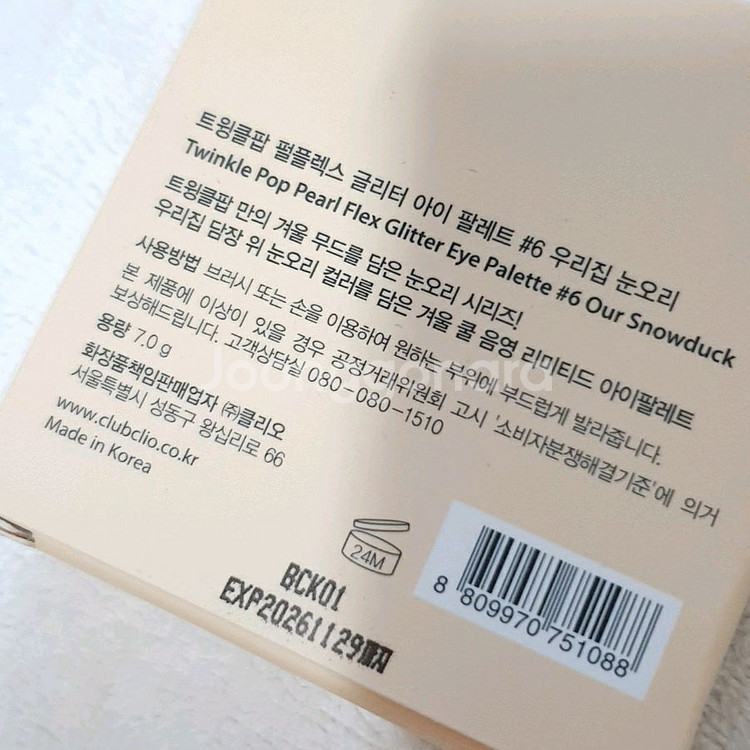 트윙클팝 펄플렉스 글리터 아이 팔레트 #6 우리집 눈오리
Twinkle Pop Pearl Flex Glitter Eye Palette #6 Our Snowduck
트윙클팝 만의 겨울 무드를 담은 눈오리 시리즈!
우리집 담장 위 눈오리 컬러를 담은 겨울 쿨 음영 리미티드 아이팔레트
사용방법 브러시 또는 손을 이용하여 원하는 부위에 부드럽게 발라줍니다.
본 제품에 이상이 있을 경우 공정거래위원회 고시 '소비자분쟁해결기준'에 의거
보상해드립니다. 고객상담실 080-080-1510
용량 7.0 g
화장품책임판매업자 ㈜클리오
서울특별시 성동구 왕십리로 66
www.clubclio.co.kr
Made in Korea
Joonggonara
24M
BCK01
EXP20261129까지
8 809970 751088